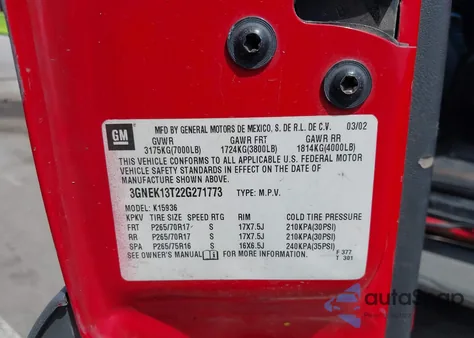 GM
MFD BY GENERAL MOTORS DE MEXICO, S. DE R.L. DE C.V. 03/02
GVWR GAWR FRT GAWR RR
3175KG(7000LB) 1724KG(3800LB) 1814KG(4000LB)
THIS VEHICLE CONFORMS TO ALL APPLICABLE U.S. FEDERAL MOTOR
VEHICLE SAFETY STANDARDS IN EFFECT ON THE DATE OF
MANUFACTURE SHOWN ABOVE.
3GNEK13T22G271773 TYPE: M.P.V.
MODEL: K15936
KPKV TIRE SIZE SPEED RTG RIM COLD TIRE PRESSURE
FRT P265/70R17 S 17X7.5J 210KPA(30PSI)
RR P265/70R17 S 17X7.5J 210KPA(30PSI)
SPA P265/75R16 S 16X6.5J 240KPA(35PSI)
SEE OWNER'S MANUAL i FOR MORE INFORMATION
F 377
T 301
autoSnap